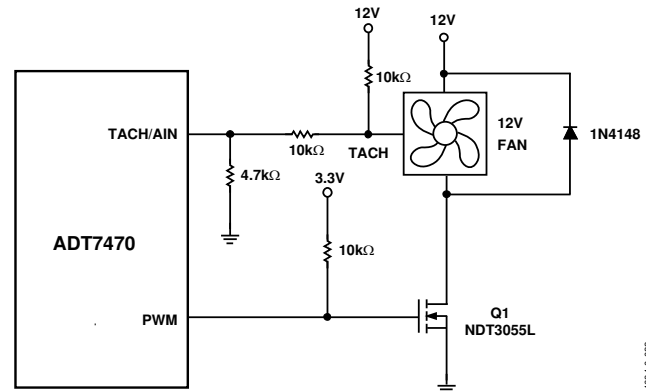 12V
12V
10kΩ
TACH/AIN
10kΩ
TACH
12V
FAN
1N4148
4.7kΩ
3.3V
10kΩ
ADT7470
PWM
Q1
NDT3055L